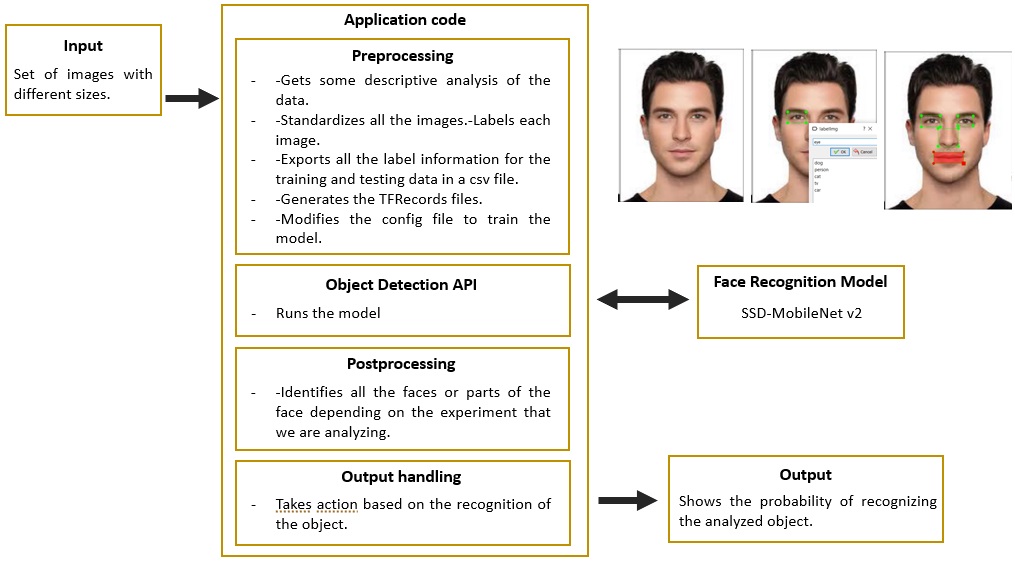 Input
Set of images with
different sizes.
Application code
Preprocessing
- -Gets some descriptive analysis of the
data.
- -Standardizes all the images.-Labels each
image.
- -Exports all the label information for the
training and testing data in a csv file.
- -Generates the TFRecords files.
- -Modifies the config file to train the
model.
labelImg ? X
eye
OK Cancel
dog
person
cat
tv
car
Object Detection API
- Runs the model
Face Recognition Model
SSD-MobileNet v2
Postprocessing
- -Identifies all the faces or parts of the
face depending on the experiment that
we are analyzing.
Output handling
- Takes action based on the recognition of
the object.
Output
Shows the probability of recognizing
the analyzed object.